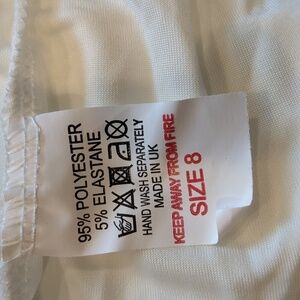 95% POLYESTER
5% ELASTANE
HAND WASH SEPARATELY
MADE IN UK
KEEP AWAY FROM FIRE
SIZE 8